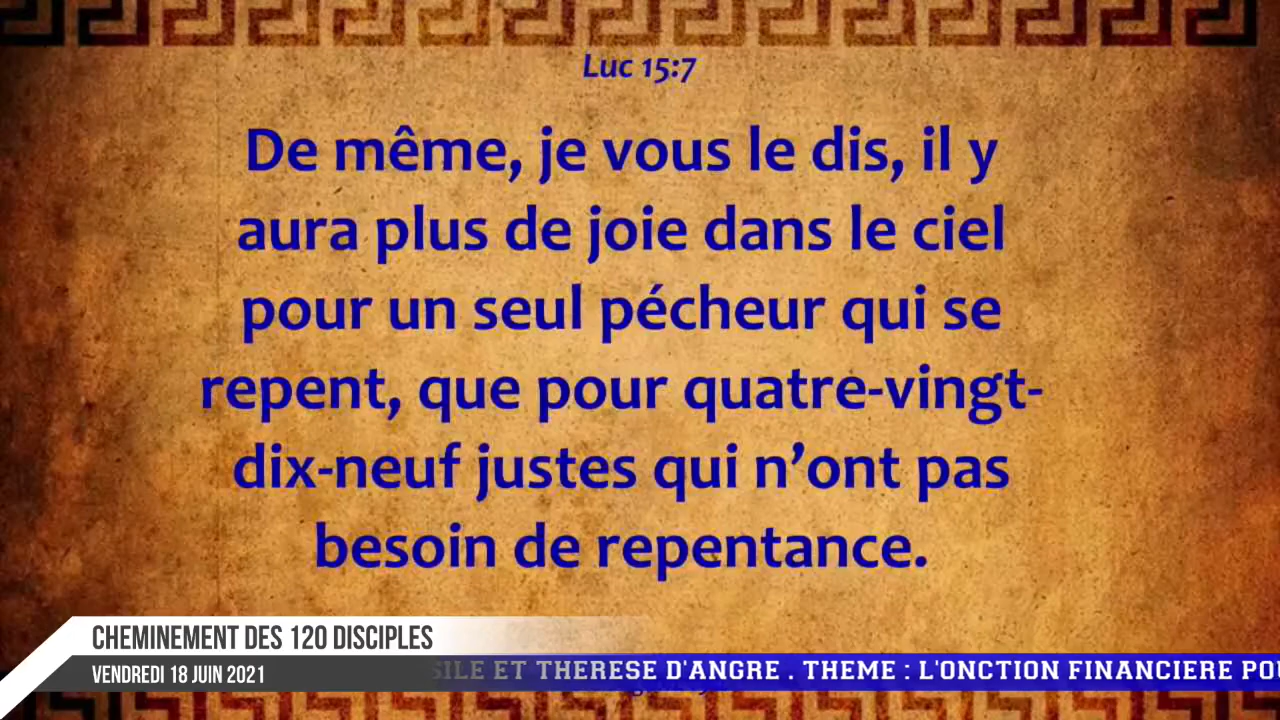 Luc 15:7
De même, je vous le dis, il y
aura plus de joie dans le ciel
pour un seul pécheur qui se
repent, que pour quatre-vingt-
dix-neuf justes qui n’ont pas
besoin de repentance.
CHEMINEMENT DES 120 DISCIPLES
VENDREDI 18 JUIN 2021
ET THERESE D'ANGRE . THEME : L'ONCTION FINANCIERE